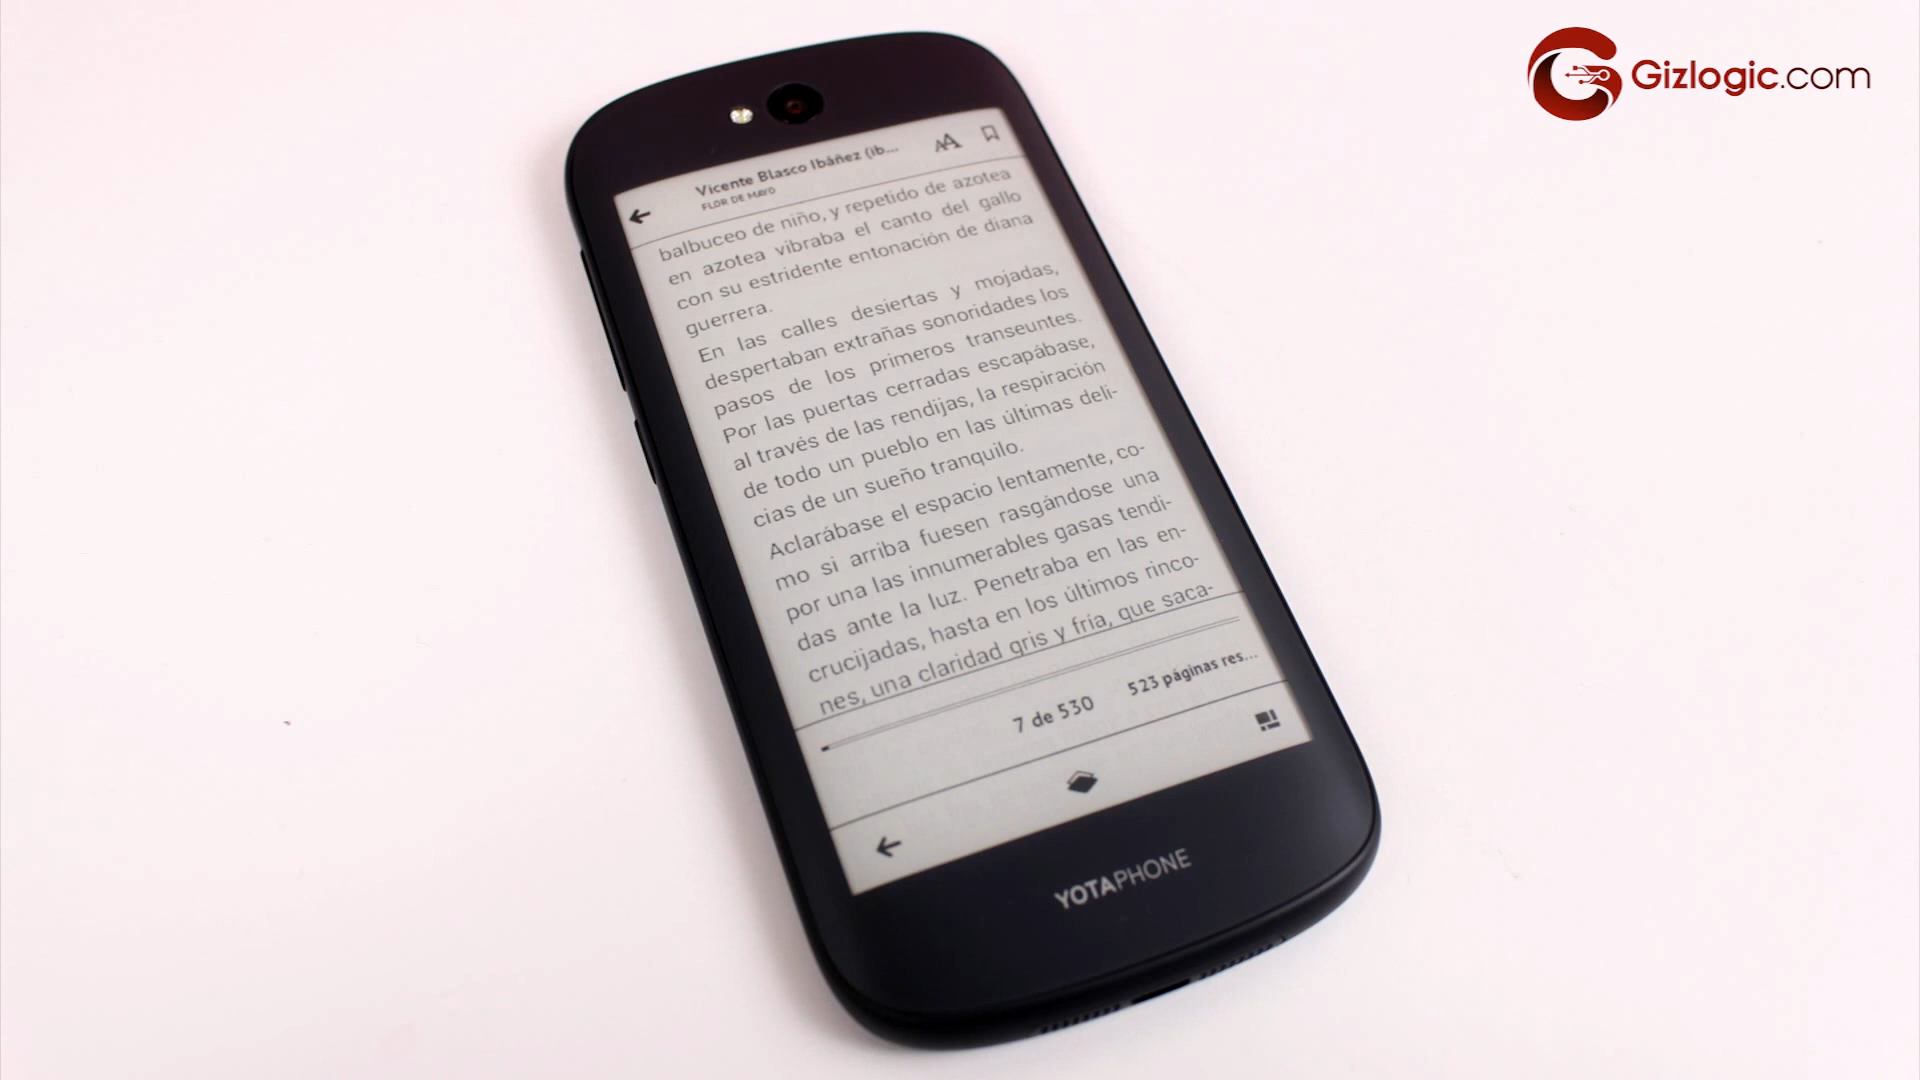 Gizlogic.com
Vicente Blasco Ibáñez (ib...
FLOR DE MAYO
balbuceo de niño, y repetido de azotea
en azotea vibraba el canto del gallo
con su estridente entonación de diana
guerrera.
En las calles desiertas y mojadas,
despertaban extrañas sonoridades los
pasos de los primeros transeuntes.
Por las puertas cerradas escapábase,
al través de las rendijas, la respiración
de todo un pueblo en las últimas deli-
cias de un sueño tranquilo.
Aclarábase el espacio lentamente, co-
mo si arriba fuesen rasgándose una
por una las innumerables gasas tendi-
das ante la luz. Penetraba en las en-
crucijadas, hasta en los últimos rinco-
nes, una claridad gris y fría, que saca-
7 de 530
523 páginas res...
YOTAPHONE